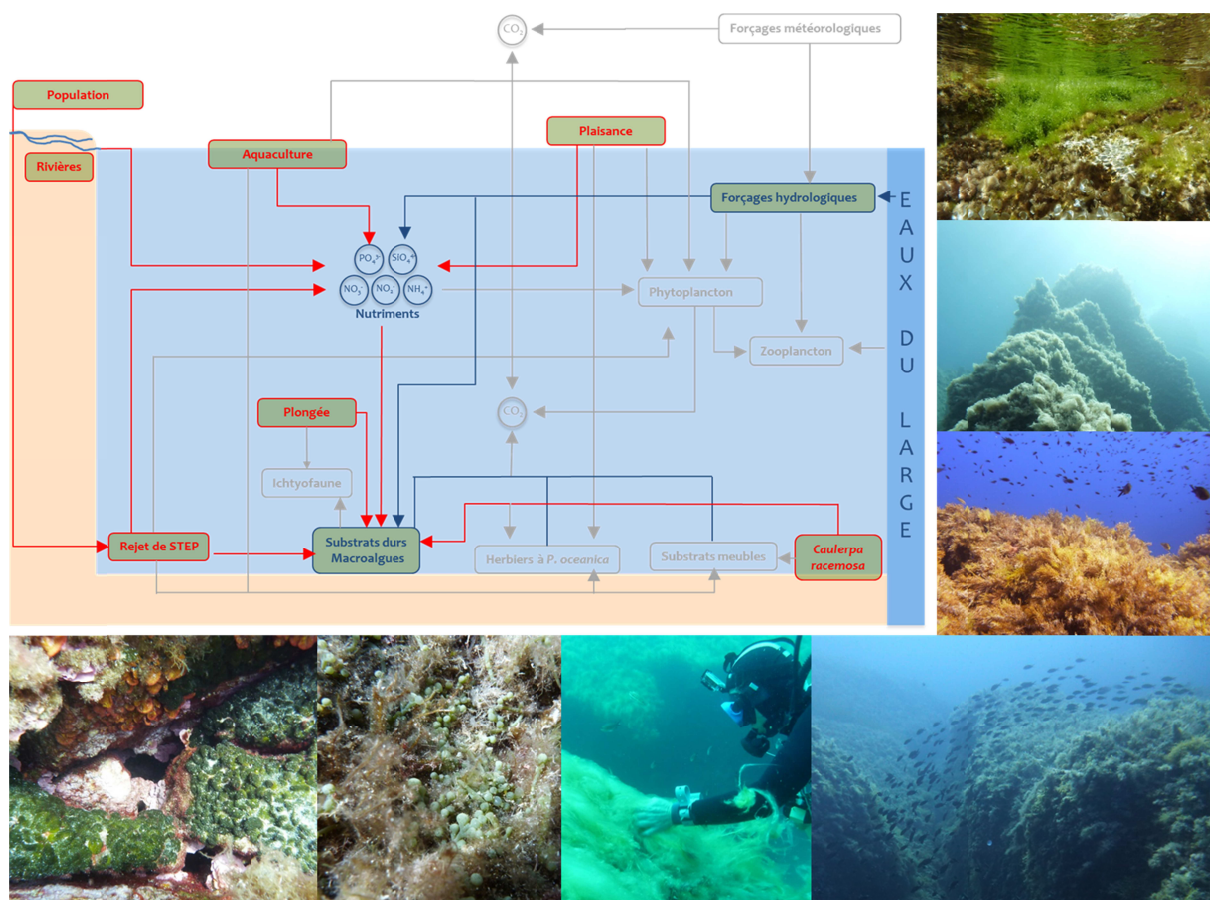 CO2
Forçages météorologiques
Population
Plaisance
Aquaculture
Rivières
Forçages hydrologiques
EAUX DU LARGE
PO43-
SiO4+
NO3-
NO2-
NH4+
Nutriments
Phytoplancton
Zooplancton
CO2
Plongée
Ichtyofaune
Rejet de STEP
Substrats durs
Macroalgues
Herbiers à P. oceanica
Substrats meubles
Caulerpa
racemosa